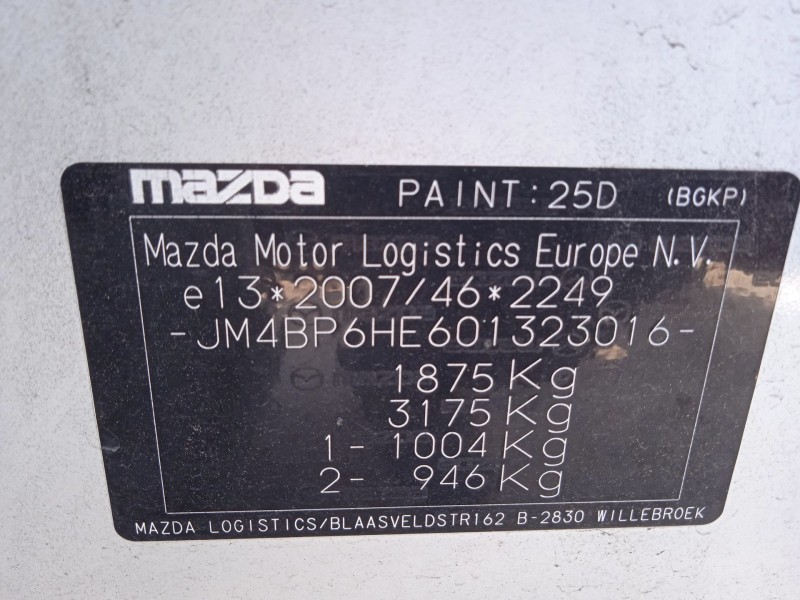 mazda PAINT: 25D (BGKP)
Mazda Motor Logistics Europe N.V.
e13*2007/46*2249
-JM4BP6HE601323016-
1875Kg
3175Kg
1- 1004Kg
2- 946Kg
MAZDA LOGISTICS/BLAASVELDSTR162 B-2830 WILLEBROEK